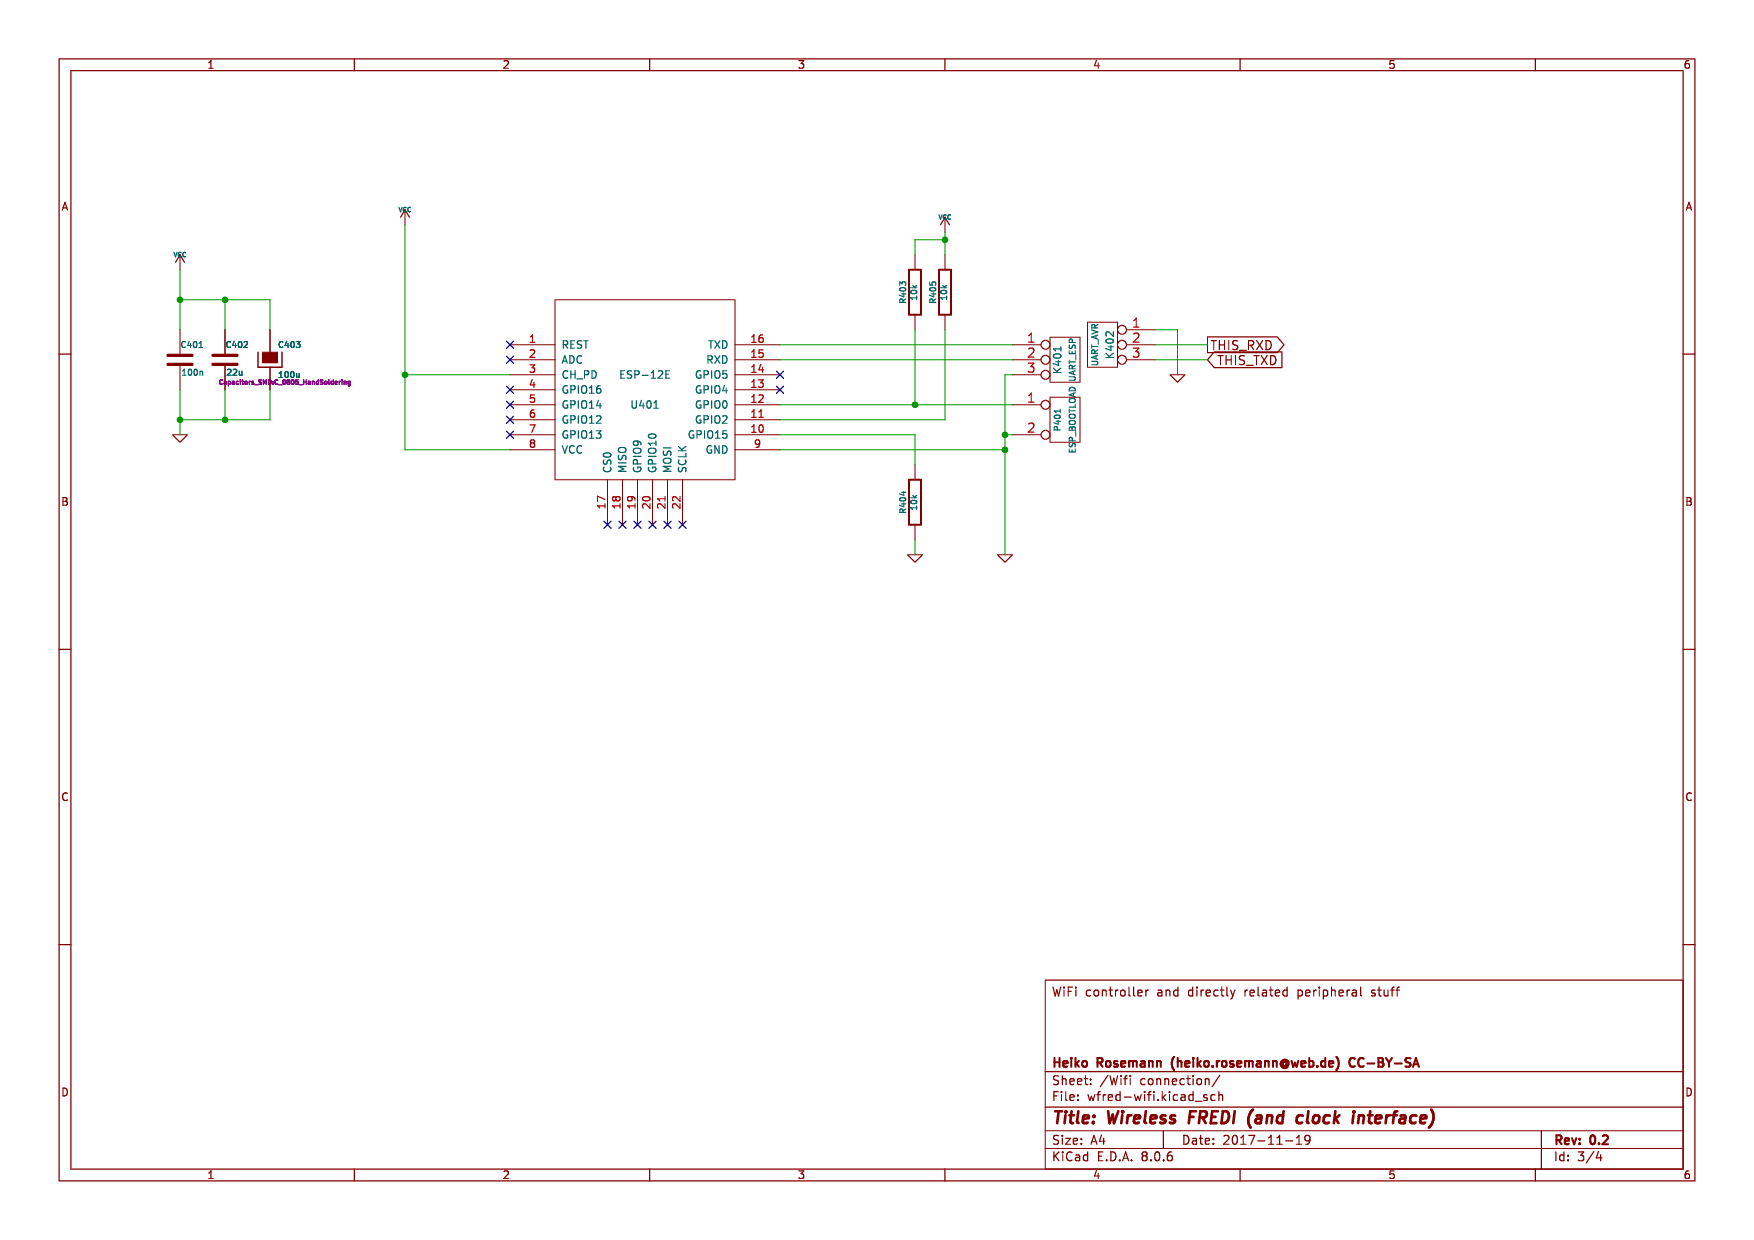 1 2 3 4 5 6
A A
B B
C C
D D
VCC
C401
100n
C402
22u
C403
100u
Capacitors_SMD:C_0805_HandSoldering
VCC
1 REST
2 ADC
3 CH_PD
4 GPIO16
5 GPIO14
6 GPIO12
7 GPIO13
8 VCC
ESP-12E
U401
TXD 16
RXD 15
GPIO5 14
GPIO4 13
GPIO0 12
GPIO2 11
GPIO15 10
GND 9
CS0 17
MISO 18
GPIO9 19
GPIO10 20
MOSI 21
SCLK 22
VCC
R403
10k
R405
10k
R404
10k
1
2
3
K401
UART_ESP
1
2
P401
ESP_BOOTLOAD
UART_AVR
K402
1
2
3
THIS_RXD
THIS_TXD
WiFi controller and directly related peripheral stuff
Heiko Rosemann (heiko.rosemann@web.de) CC-BY-SA
Sheet: /Wifi connection/
File: wfred-wifi.kicad_sch
Title: Wireless FREDI (and clock interface)
Size: A4 Date: 2017-11-19 Rev: 0.2
KiCad E.D.A. 8.0.6 Id: 3/4
1 2 3 4 5 6